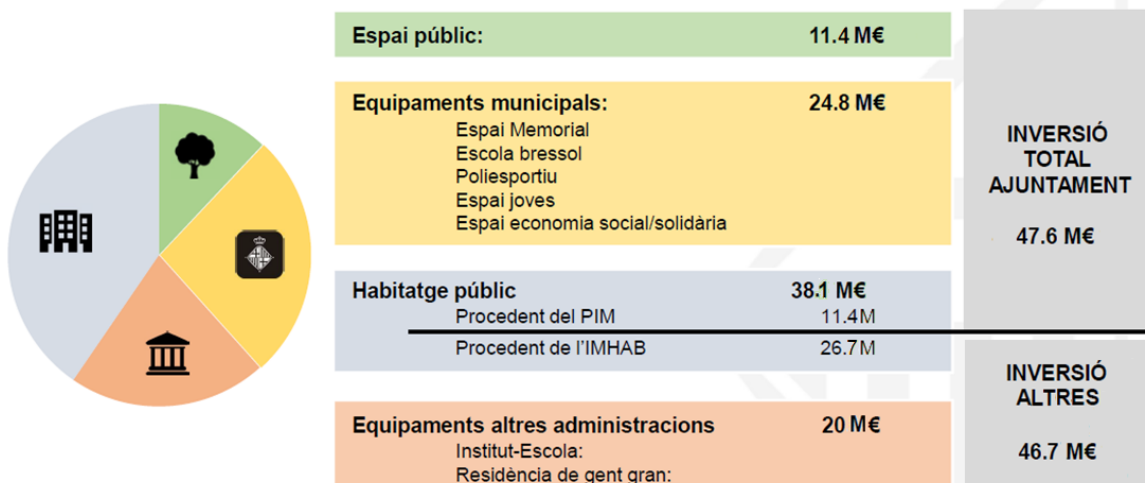 Espai públic: 11.4 M€
Equipaments municipals: 24.8 M€
Espai Memorial
Escola bressol
Poliesportiu
Espai joves
Espai economia social/solidària
INVERSIÓ
TOTAL
AJUNTAMENT
47.6 M€
Habitatge públic 38.1 M€
Procedent del PIM 11.4M
Procedent de l'IMHAB 26.7M
Equipaments altres administracions 20 M€
Institut-Escola:
Residència de gent gran:
INVERSIÓ
ALTRES
46.7 M€